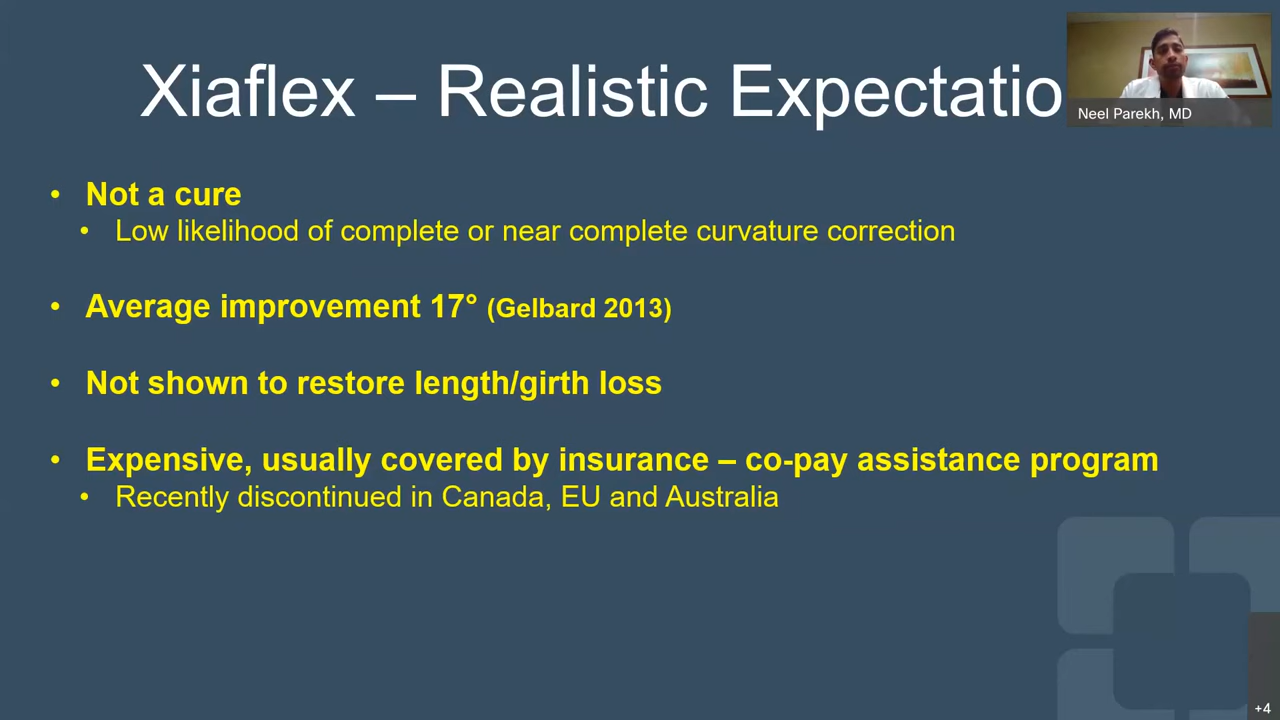 Xiaflex – Realistic Expectatio
Neel Parekh, MD
• Not a cure
• Low likelihood of complete or near complete curvature correction
• Average improvement 17° (Gelbard 2013)
• Not shown to restore length/girth loss
• Expensive, usually covered by insurance – co-pay assistance program
• Recently discontinued in Canada, EU and Australia
+4